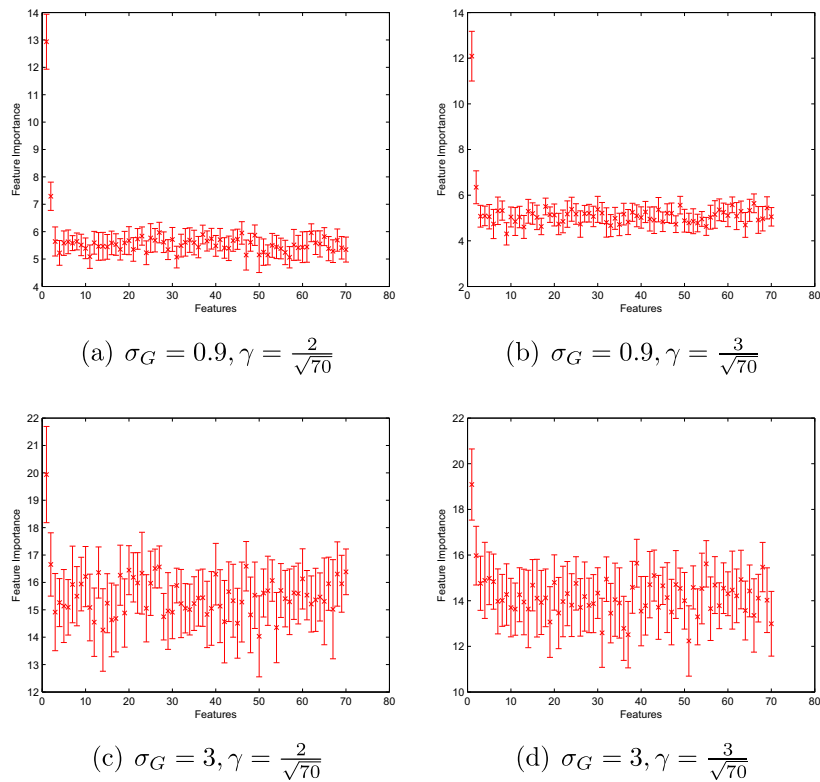 14
13
12
11
10
9
8
7
6
5
4
Feature Importance
0 10 20 30 40 50 60 70 80
Features
(a) σ_G = 0.9, γ = 2/√70
14
12
10
8
6
4
2
Feature Importance
0 10 20 30 40 50 60 70 80
Features
(b) σ_G = 0.9, γ = 3/√70
22
21
20
19
18
17
16
15
14
13
12
Feature Importance
0 10 20 30 40 50 60 70 80
Features
(c) σ_G = 3, γ = 2/√70
22
20
18
16
14
12
10
Feature Importance
0 10 20 30 40 50 60 70 80
Features
(d) σ_G = 3, γ = 3/√70